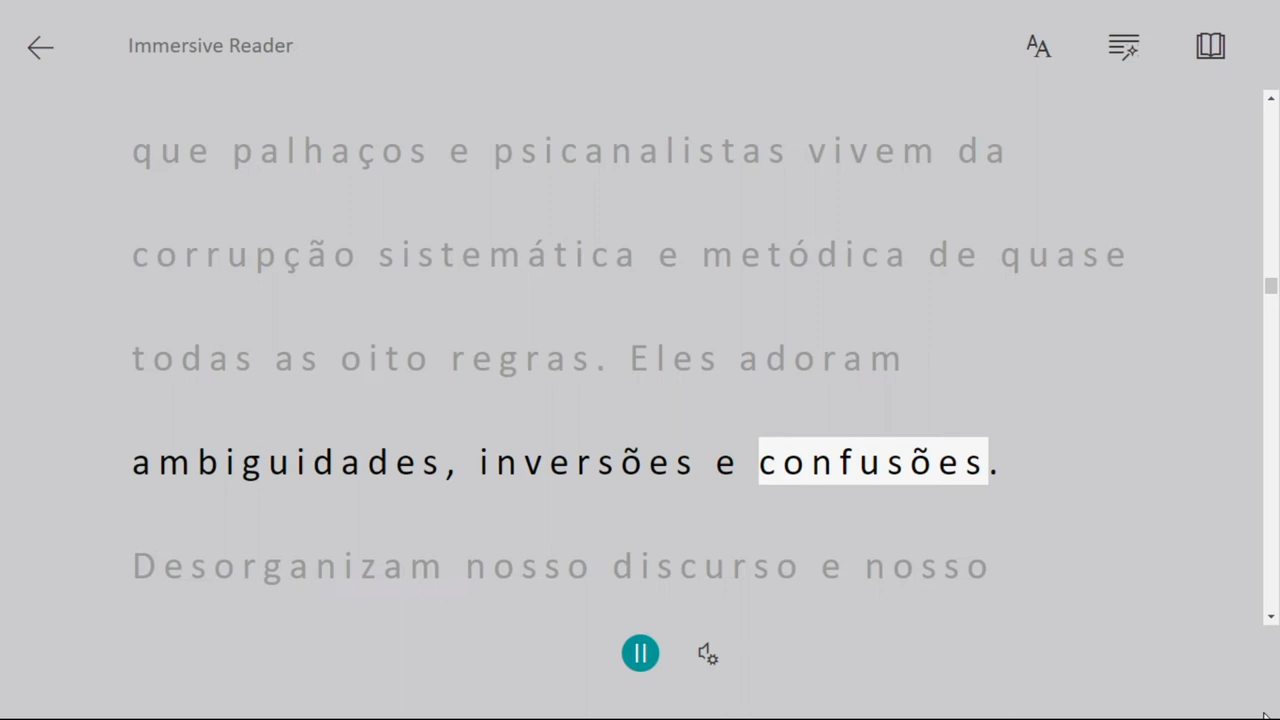 Immersive Reader
que palhaços e psicanalistas vivem da
corrupção sistemática e metódica de quase
todas as oito regras. Eles adoram
ambiguidades, inversões e confusões.
Desorganizam nosso discurso e nosso